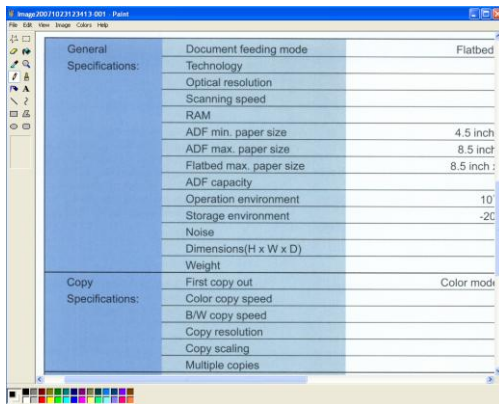 Image20071023123413-001 - Paint
File Edit View Image Colors Help
General Document feeding mode Flatbed
Specifications: Technology
Optical resolution
Scanning speed
RAM
ADF min. paper size 4.5 inch
ADF max. paper size 8.5 inch
Flatbed max. paper size 8.5 inch
ADF capacity
Operation environment 10
Storage environment -20
Noise
Dimensions(H x W x D)
Weight
Copy First copy out Color mode
Specifications: Color copy speed
B/W copy speed
Copy resolution
Copy scaling
Multiple copies